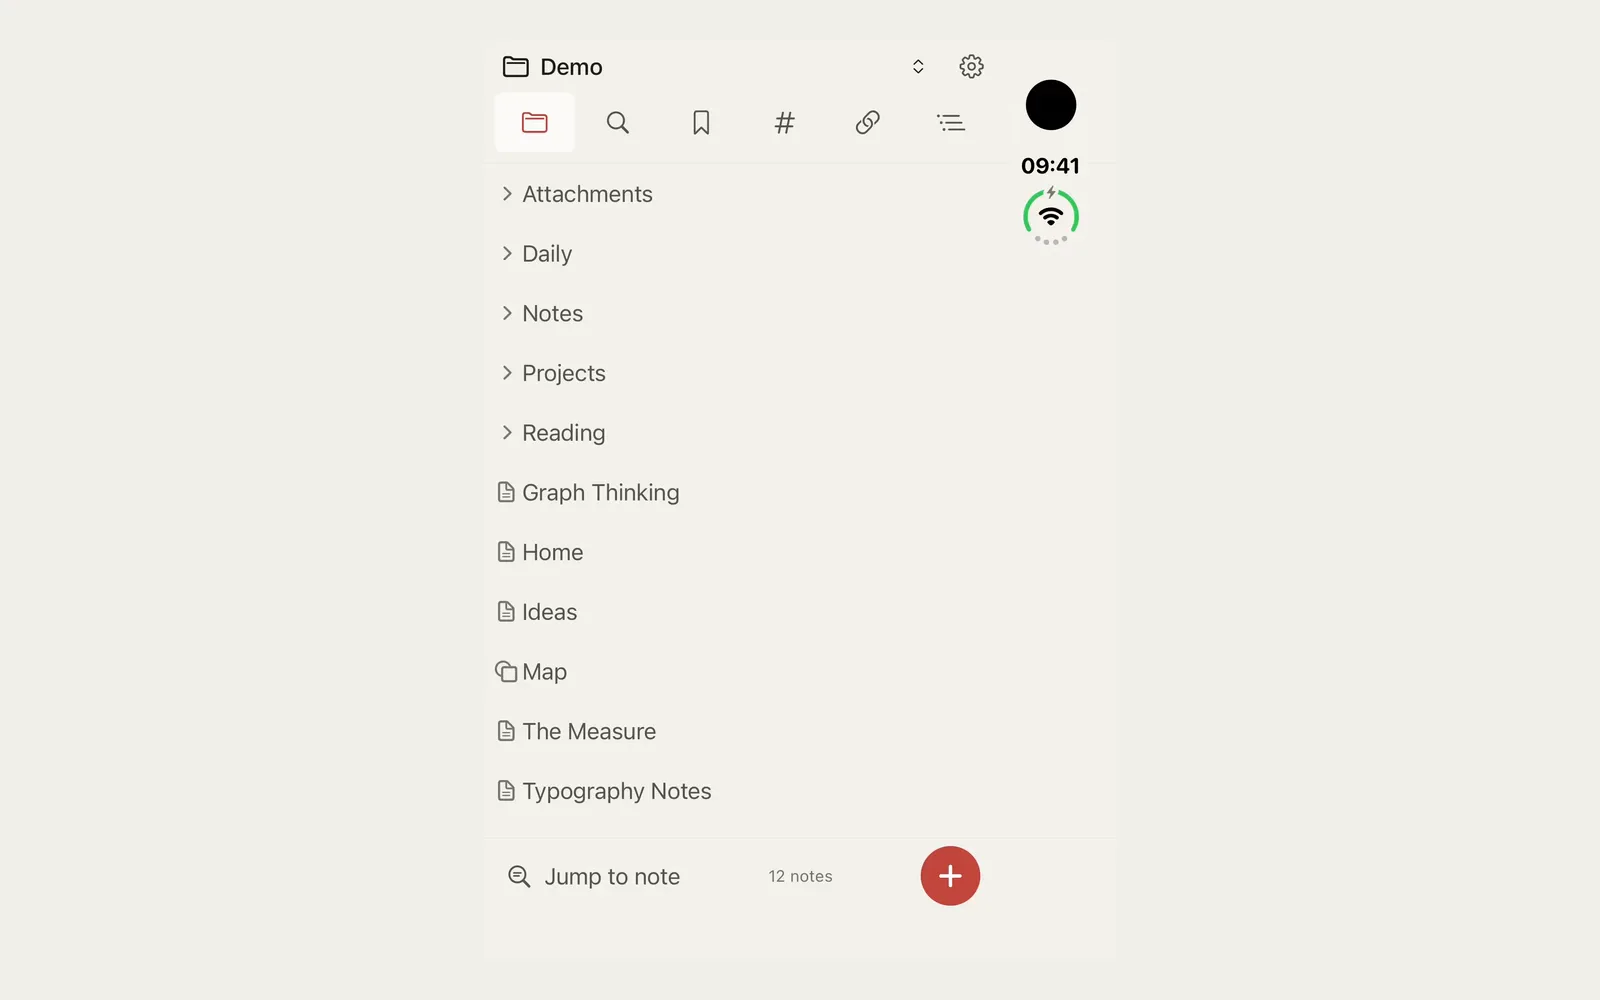 Demo
#
09:41
Attachments
Daily
Notes
Projects
Reading
Graph Thinking
Home
Ideas
Map
The Measure
Typography Notes
Jump to note
12 notes